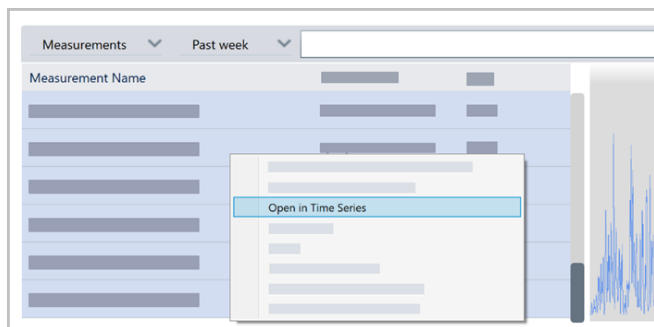 Measurements
Past week
Measurement Name
Open in Time Series